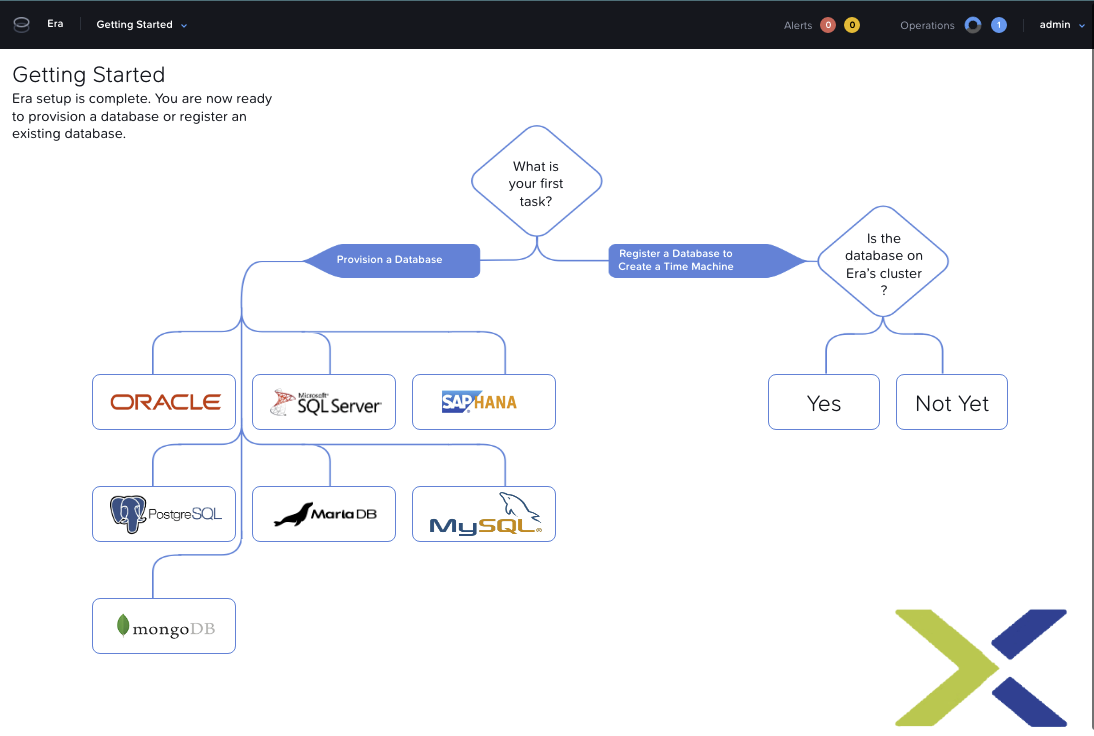 Era
Getting Started
Alerts 0 0
Operations 1
admin
Getting Started
Era setup is complete. You are now ready
to provision a database or register an
existing database.
What is
your first
task?
Provision a Database
Register a Database to
Create a Time Machine
Is the
database on
Era's cluster
?
ORACLE
Microsoft
SQL Server
SAP HANA
Yes
Not Yet
PostgreSQL
MariaDB
MySQL
mongoDB